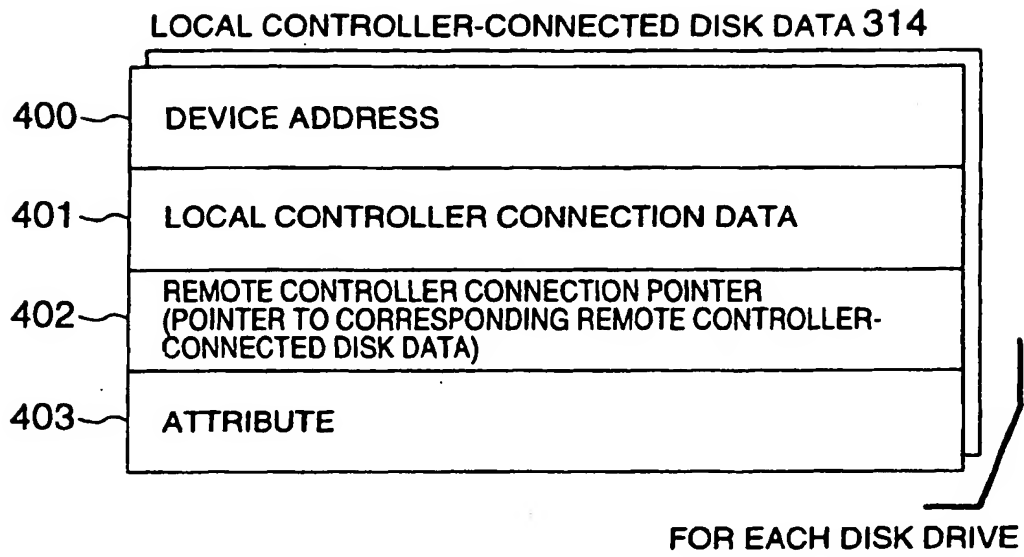 LOCAL CONTROLLER-CONNECTED DISK DATA 314
400 DEVICE ADDRESS
401 LOCAL CONTROLLER CONNECTION DATA
REMOTE CONTROLLER CONNECTION POINTER
402 (POINTER TO CORRESPONDING REMOTE CONTROLLER-
CONNECTED DISK DATA)
403 ATTRIBUTE
FOR EACH DISK DRIVE